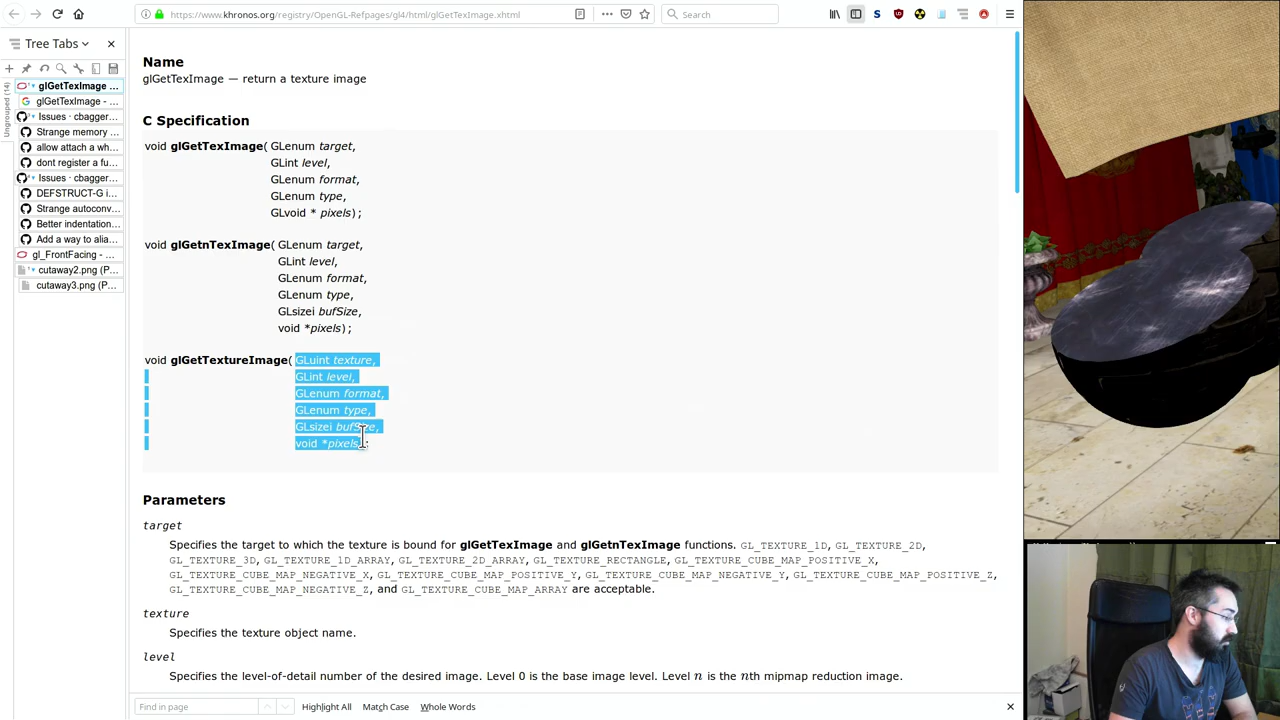 https://www.khronos.org/registry/OpenGL-Refpages/gl4/html/glGetTexImage.xhtml
Search
Tree Tabs
Ungrouped (14)
glGetTexImage ...
glGetTexImage - ...
Issues · cbagger...
Strange memory ...
allow attach a wh...
dont register a fu...
Issues · cbagger...
DEFSTRUCT-G i...
Strange autoconv...
Better indentation...
Add a way to alia...
gl_FrontFacing - ...
cutaway2.png (P...
cutaway3.png (P...
Name
glGetTexImage — return a texture image
C Specification
void glGetTexImage( GLenum target,
GLint level,
GLenum format,
GLenum type,
GLvoid * pixels);
void glGetnTexImage( GLenum target,
GLint level,
GLenum format,
GLenum type,
GLsizei bufSize,
void *pixels);
void glGetTextureImage( GLuint texture,
GLint level,
GLenum format,
GLenum type,
GLsizei bufSize,
void *pixels);
Parameters
target
Specifies the target to which the texture is bound for glGetTexImage and glGetnTexImage functions. GL_TEXTURE_1D, GL_TEXTURE_2D,
GL_TEXTURE_3D, GL_TEXTURE_1D_ARRAY, GL_TEXTURE_2D_ARRAY, GL_TEXTURE_RECTANGLE, GL_TEXTURE_CUBE_MAP_POSITIVE_X,
GL_TEXTURE_CUBE_MAP_NEGATIVE_X, GL_TEXTURE_CUBE_MAP_POSITIVE_Y, GL_TEXTURE_CUBE_MAP_NEGATIVE_Y, GL_TEXTURE_CUBE_MAP_POSITIVE_Z,
GL_TEXTURE_CUBE_MAP_NEGATIVE_Z, and GL_TEXTURE_CUBE_MAP_ARRAY are acceptable.
texture
Specifies the texture object name.
level
Specifies the level-of-detail number of the desired image. Level 0 is the base image level. Level n is the nth mipmap reduction image.
Find in page
Highlight All
Match Case
Whole Words